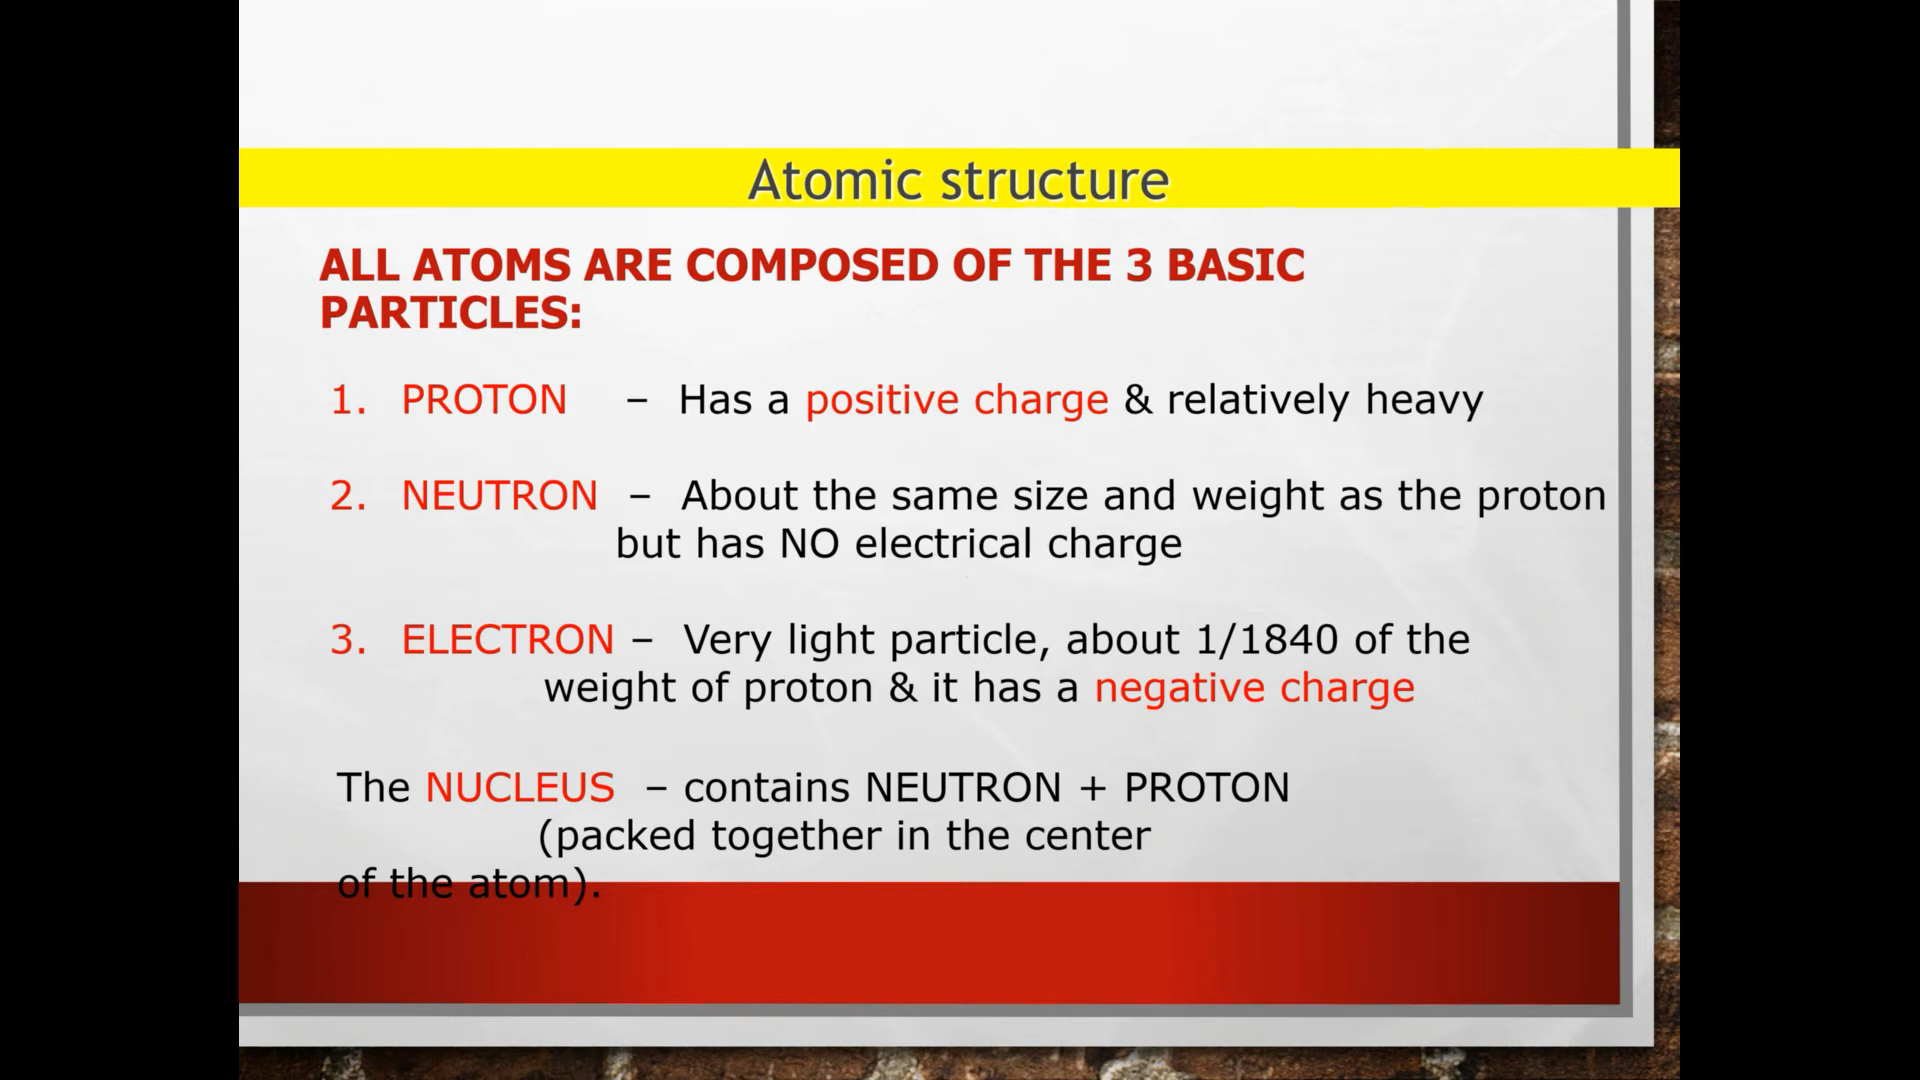 Atomic structure
ALL ATOMS ARE COMPOSED OF THE 3 BASIC
PARTICLES:
1. PROTON – Has a positive charge & relatively heavy
2. NEUTRON – About the same size and weight as the proton
but has NO electrical charge
3. ELECTRON – Very light particle, about 1/1840 of the
weight of proton & it has a negative charge
The NUCLEUS – contains NEUTRON + PROTON
(packed together in the center
of the atom).